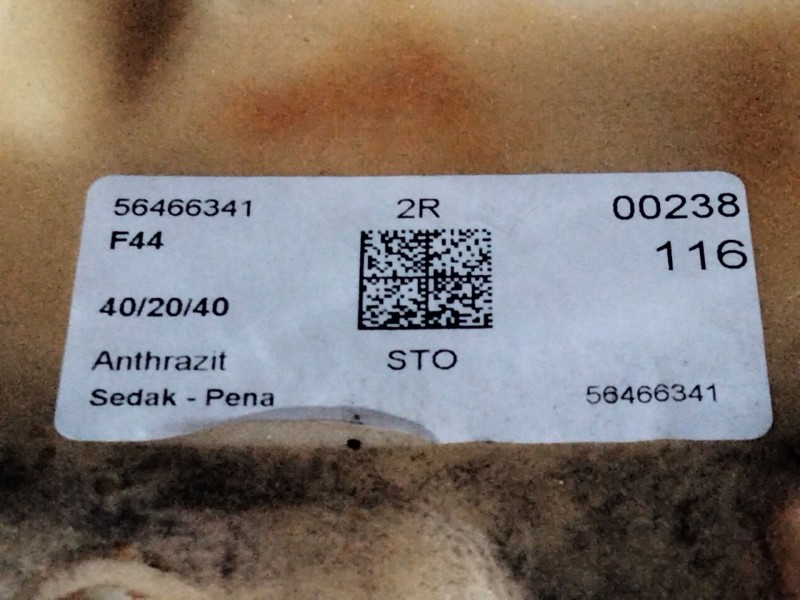 56466341 2R 00238
F44 116
40/20/40
Anthrazit STO
Sedak - Pena 56466341